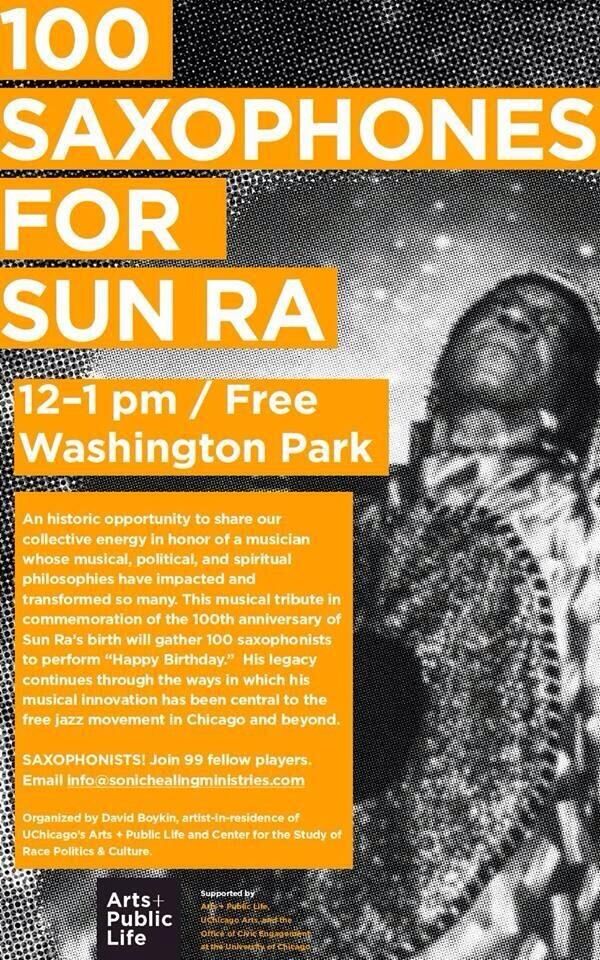 100
SAXOPHONES
FOR
SUN RA
12–1 pm / Free
Washington Park
An historic opportunity to share our
collective energy in honor of a musician
whose musical, political, and spiritual
philosophies have impacted and
transformed so many. This musical tribute in
commemoration of the 100th anniversary of
Sun Ra's birth will gather 100 saxophonists
to perform “Happy Birthday.” His legacy
continues through the ways in which his
musical innovation has been central to the
free jazz movement in Chicago and beyond.
SAXOPHONISTS! Join 99 fellow players.
Email info@sonichealingministries.com
Organized by David Boykin, artist-in-residence of
UChicago's Arts + Public Life and Center for the Study of
Race Politics & Culture.
Arts+
Public
Life
Supported by
Arts + Public Life,
UChicago Arts, and the
Office of Civic Engagement
at the University of Chicago